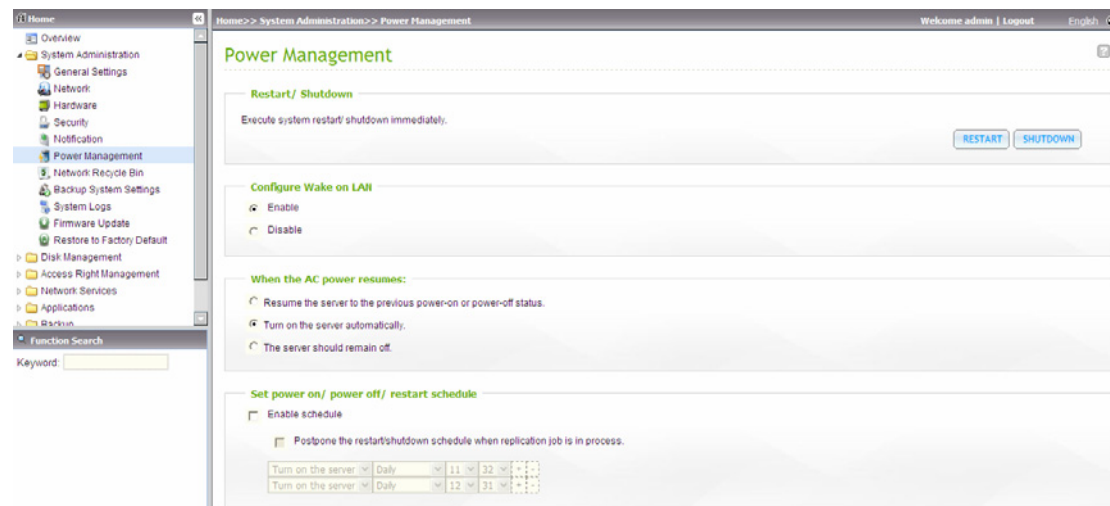 Home
Home>> System Administration>> Power Management
Welcome admin | Logout
English
Overview
System Administration
General Settings
Network
Hardware
Security
Notification
Power Management
Network Recycle Bin
Backup System Settings
System Logs
Firmware Update
Restore to Factory Default
Disk Management
Access Right Management
Network Services
Applications
Backup
Function Search
Keyword:
Power Management
Restart/ Shutdown
Execute system restart/ shutdown immediately.
RESTART SHUTDOWN
Configure Wake on LAN
Enable
Disable
When the AC power resumes:
Resume the server to the previous power-on or power-off status.
Turn on the server automatically.
The server should remain off.
Set power on/ power off/ restart schedule
Enable schedule
Postpone the restart/shutdown schedule when replication job is in process.
Turn on the server Daily 11 32 + -
Turn on the server Daily 12 31 + -